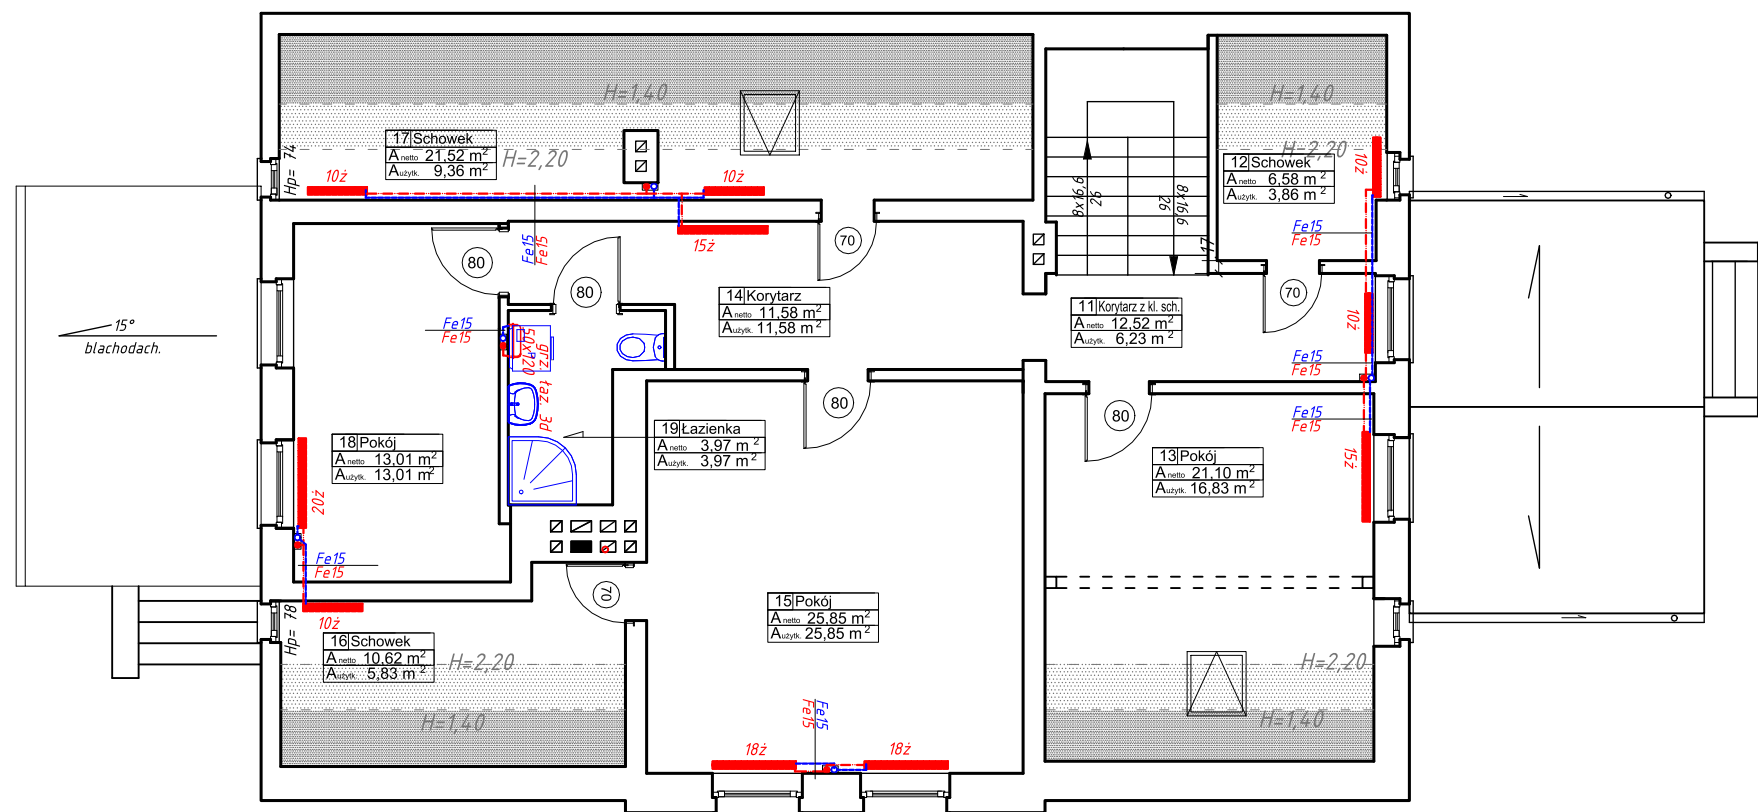 H=1,40
H=1,40
17 Schowek
A netto 21,52 m²
A użytk. 9,36 m²
H=2,20
Hp= 74
10ż
10ż
15ż
Fe15
Fe15
H=2,20
12 Schowek
A netto 6,58 m²
A użytk. 3,86 m²
10ż
8x16,9
26
8x16,6
26
17
Fe15
Fe15
80
80
70
70
14 Korytarz
A netto 11,58 m²
A użytk. 11,58 m²
11 Korytarz z kl. sch.
A netto 12,52 m²
A użytk. 6,23 m²
10ż
15°
blachodach.
Fe15
Fe15
50x120
grz. łaz. 3d
Fe15
Fe15
80
80
Fe15
Fe15
19 Łazienka
A netto 3,97 m²
A użytk. 3,97 m²
18 Pokój
A netto 13,01 m²
A użytk. 13,01 m²
13 Pokój
A netto 21,10 m²
A użytk. 16,83 m²
15ż
20ż
Fe15
Fe15
70
15 Pokój
A netto 25,85 m²
A użytk. 25,85 m²
10ż
Hp= 78
16 Schowek
A netto 10,62 m²
A użytk. 5,83 m²
H=2,20
H=2,20
H=1,40
H=1,40
Fe15
Fe15
18ż
18ż